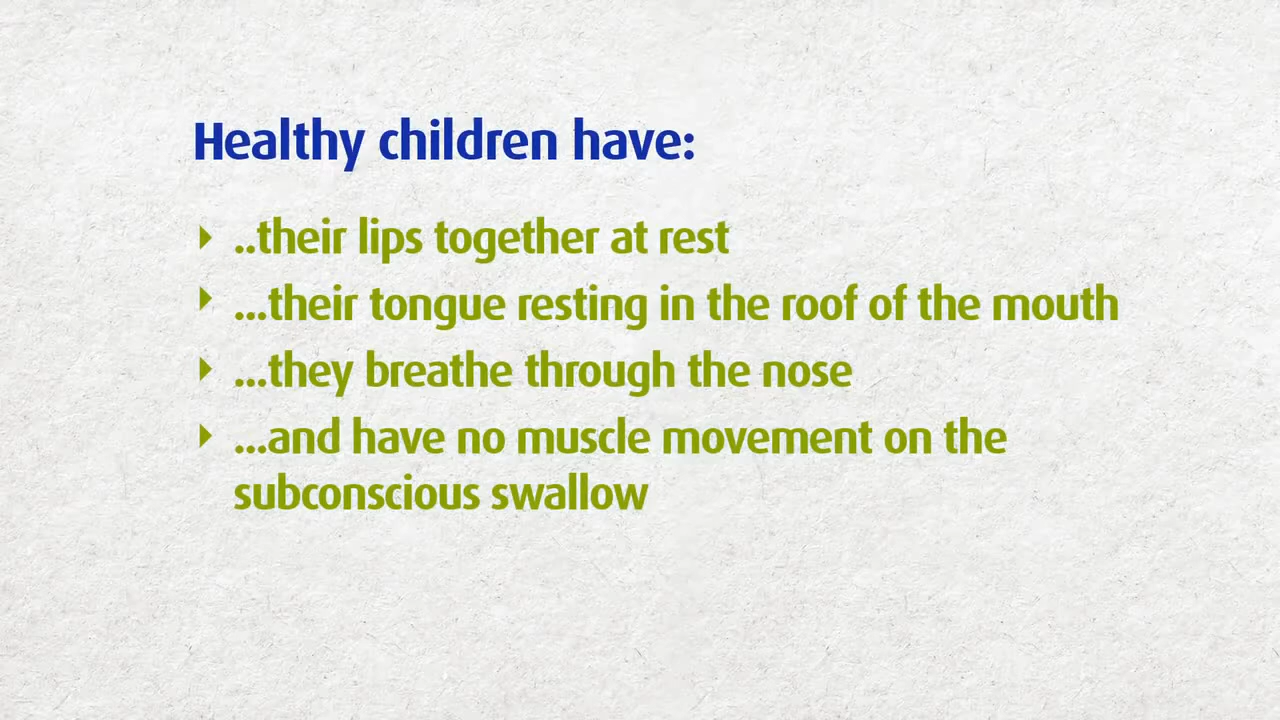 Healthy children have:
..their lips together at rest
...their tongue resting in the roof of the mouth
...they breathe through the nose
...and have no muscle movement on the
subconscious swallow